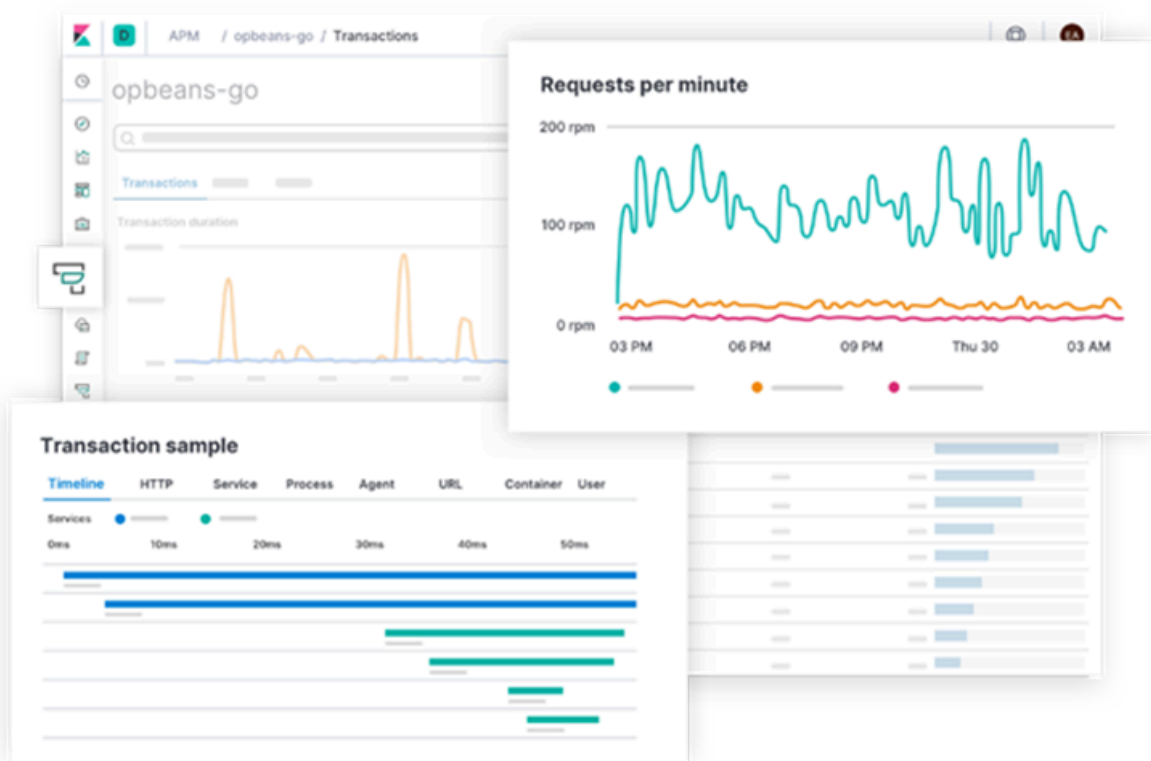 D APM / opbeans-go / Transactions EA
opbeans-go
Transactions
Transaction duration
Requests per minute
200 rpm
100 rpm
0 rpm
03 PM 06 PM 09 PM Thu 30 03 AM
Transaction sample
Timeline HTTP Service Process Agent URL Container User
Services
0ms 10ms 20ms 30ms 40ms 50ms